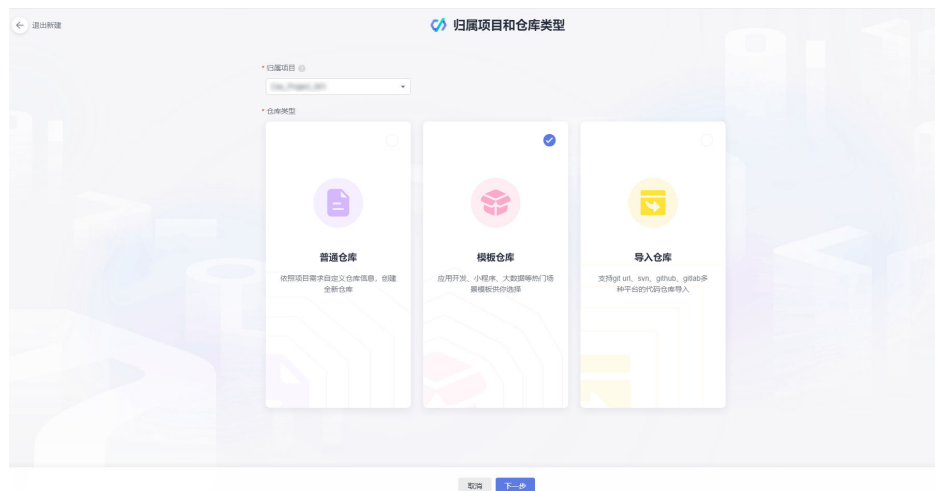 退出新建
归属项目和仓库类型
* 归属项目
* 仓库类型
普通仓库
依照项目需求自定义仓库信息，创建
全新仓库
模板仓库
应用开发、小程序、大数据等热门场
景模板供你选择
导入仓库
支持git url、svn、github、gitlab多
种平台的代码仓库导入
取消
下一步